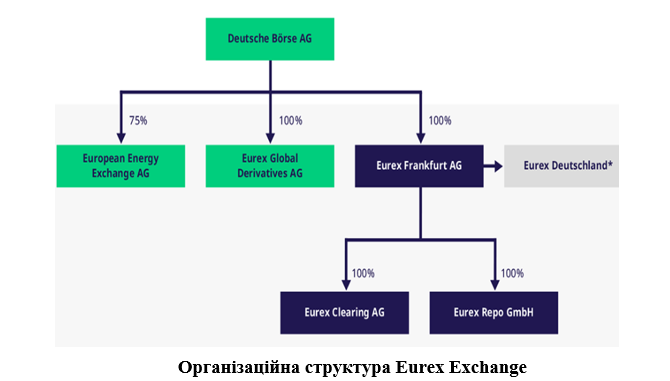 Deutsche Börse AG
75%
100%
100%
European Energy
Exchange AG
Eurex Global
Derivatives AG
Eurex Frankfurt AG
Eurex Deutschland*
100%
100%
Eurex Clearing AG
Eurex Repo GmbH
Організаційна структура Eurex Exchange